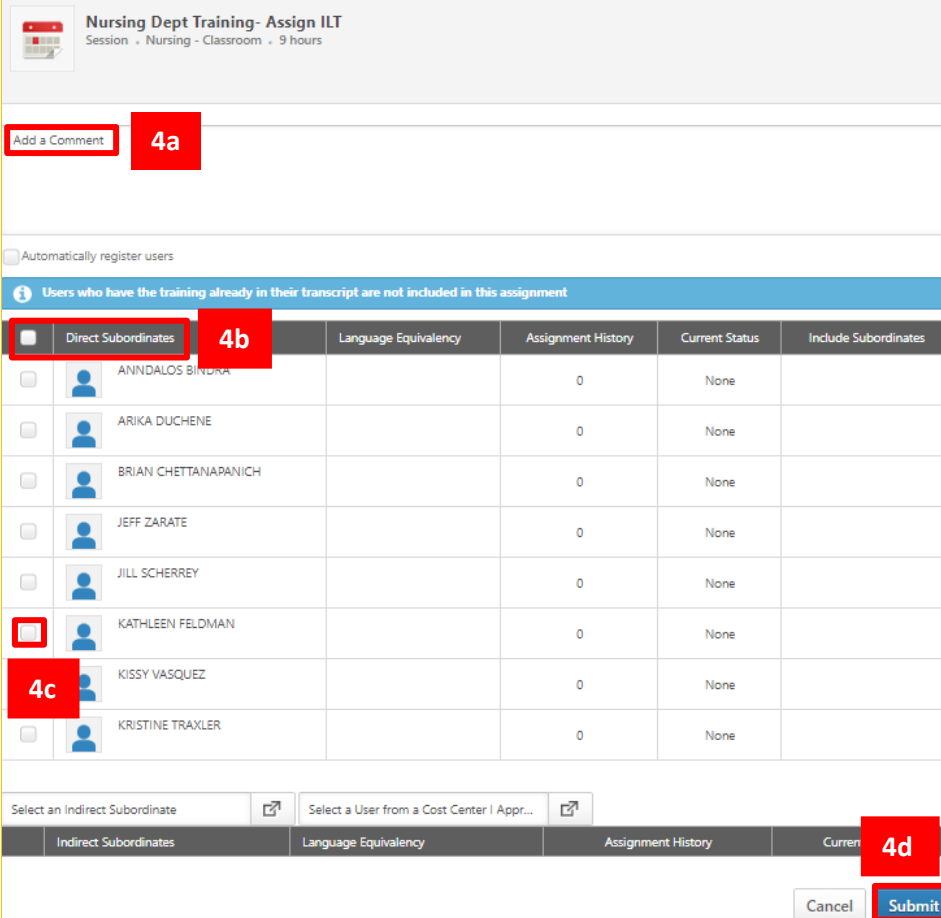 Nursing Dept Training- Assign ILT
Session . Nursing - Classroom . 9 hours
Add a Comment
4a
Automatically register users
Users who have the training already in their transcript are not included in this assignment
Direct Subordinates 4b Language Equivalency Assignment History Current Status Include Subordinates
ANNDALOS BINDRA 0 None
ARIKA DUCHENE 0 None
BRIAN CHETTANAPANICH 0 None
JEFF ZARATE 0 None
JILL SCHERREY 0 None
KATHLEEN FELDMAN 0 None
4c KISSY VASQUEZ 0 None
KRISTINE TRAXLER 0 None
Select an Indirect Subordinate Select a User from a Cost Center I Appr...
Indirect Subordinates Language Equivalency Assignment History Curren
4d
Cancel Submit